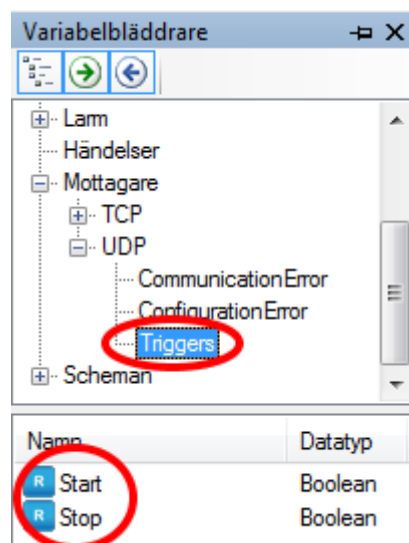 Variabelbläddrare
Larm
Händelser
Mottagare
TCP
UDP
CommunicationError
ConfigurationError
Triggers
Scheman
Namn Datatyp
R Start Boolean
R Stop Boolean